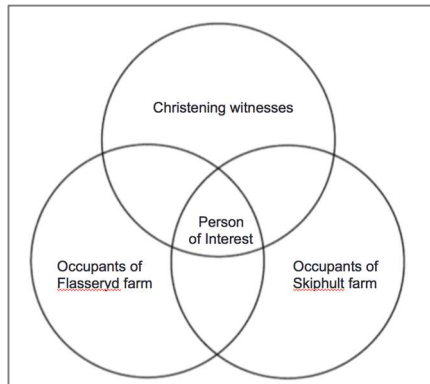 Christening witnesses
Person
of Interest
Occupants of
Flasseryd farm
Occupants of
Skiphult farm